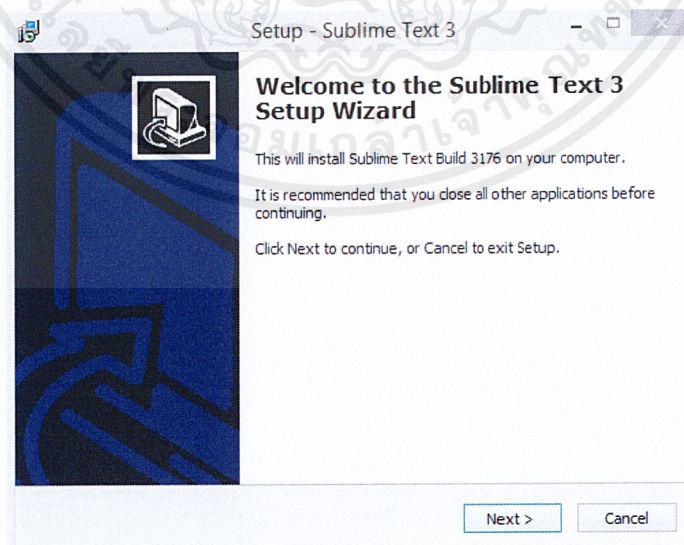 Setup - Sublime Text 3
Welcome to the Sublime Text 3
Setup Wizard
This will install Sublime Text Build 3176 on your computer.
It is recommended that you close all other applications before
continuing.
Click Next to continue, or Cancel to exit Setup.
Next >
Cancel